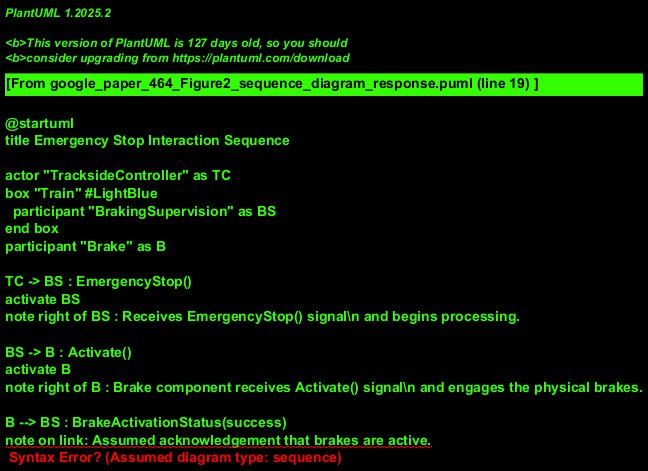 PlantUML 1.2025.2
<b>This version of PlantUML is 127 days old, so you should
<b>consider upgrading from https://plantuml.com/download
[From google_paper_464_Figure2_sequence_diagram_response.puml (line 19) ]
@startuml
title Emergency Stop Interaction Sequence
actor "TracksideController" as TC
box "Train" #LightBlue
participant "BrakingSupervision" as BS
end box
participant "Brake" as B
TC -> BS : EmergencyStop()
activate BS
note right of BS : Receives EmergencyStop() signal\n and begins processing.
BS -> B : Activate()
activate B
note right of B : Brake component receives Activate() signal\n and engages the physical brakes.
B --> BS : BrakeActivationStatus(success)
note on link: Assumed acknowledgement that brakes are active.
Syntax Error? (Assumed diagram type: sequence)